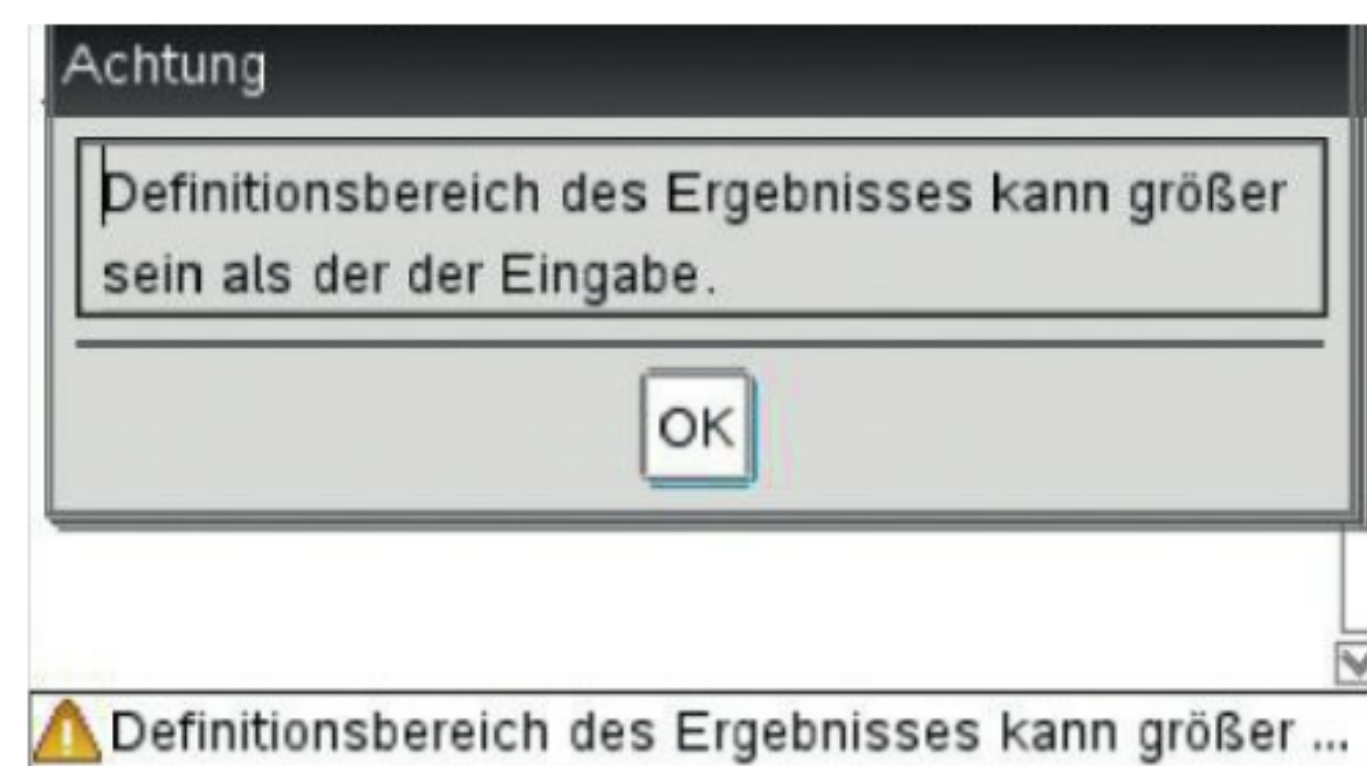 Achtung
Definitionsbereich des Ergebnisses kann größer
sein als der der Eingabe.
OK
Definitionsbereich des Ergebnisses kann größer ...